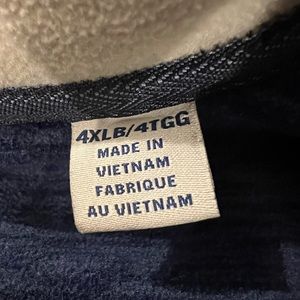 4XLB/4TGG
MADE IN
VIETNAM
FABRIQUE
AU VIETNAM